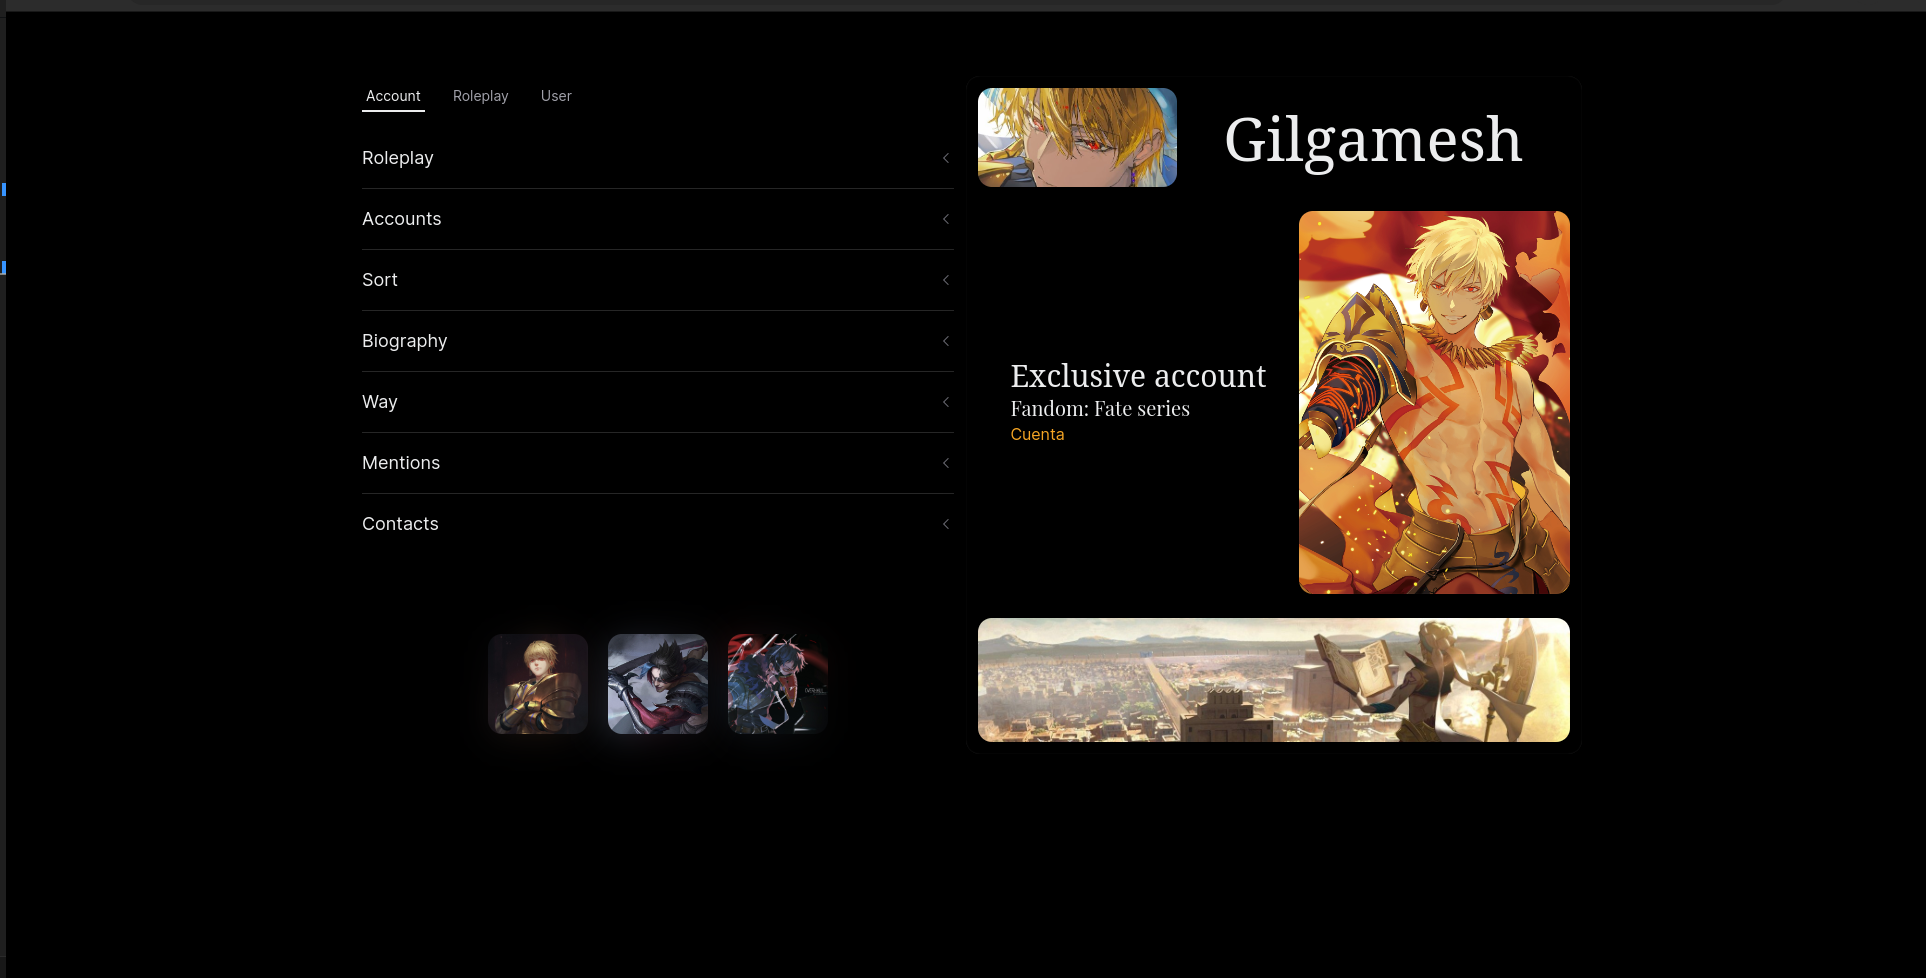 Account Roleplay User
Roleplay
Accounts
Sort
Biography
Way
Mentions
Contacts
Gilgamesh
Exclusive account
Fandom: Fate series
Cuenta